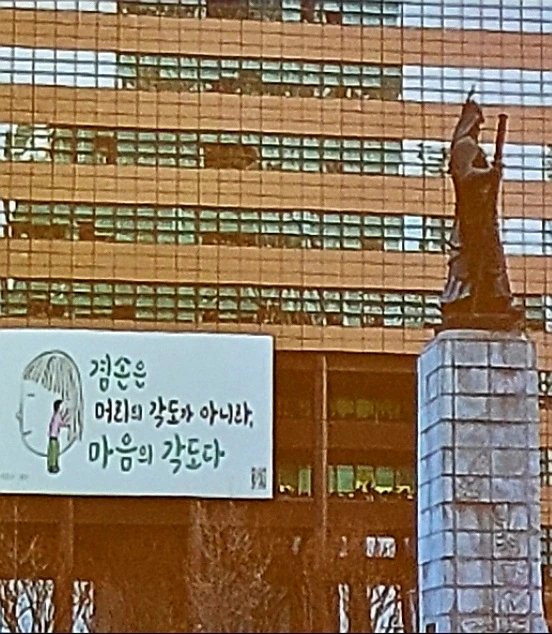 겸손은
머리의 각도가 아니라,
마음의 각도다